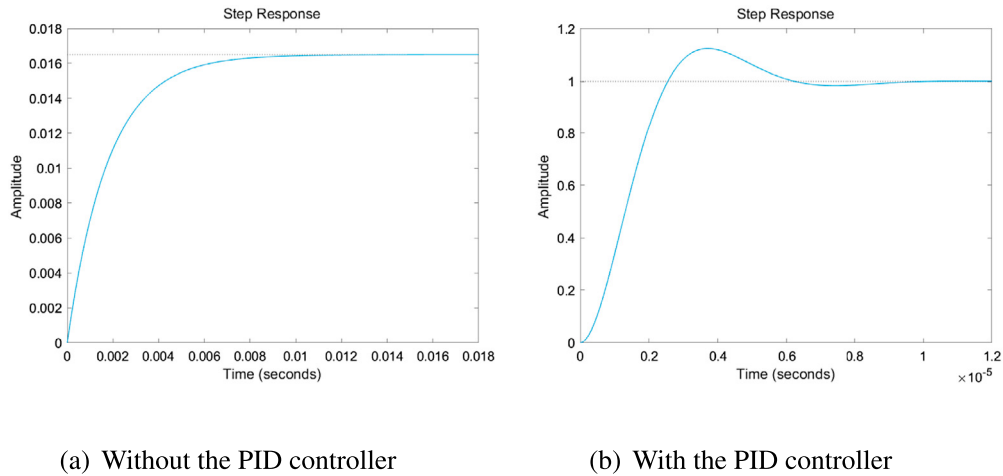 Step Response
0.018
0.016
0.014
0.012
0.01
0.008
0.006
0.004
0.002
0
Amplitude
0 0.002 0.004 0.006 0.008 0.01 0.012 0.014 0.016 0.018
Time (seconds)
(a) Without the PID controller
Step Response
1.2
1
0.8
0.6
0.4
0.2
0
Amplitude
0 0.2 0.4 0.6 0.8 1 1.2
Time (seconds)
×10⁻⁵
(b) With the PID controller